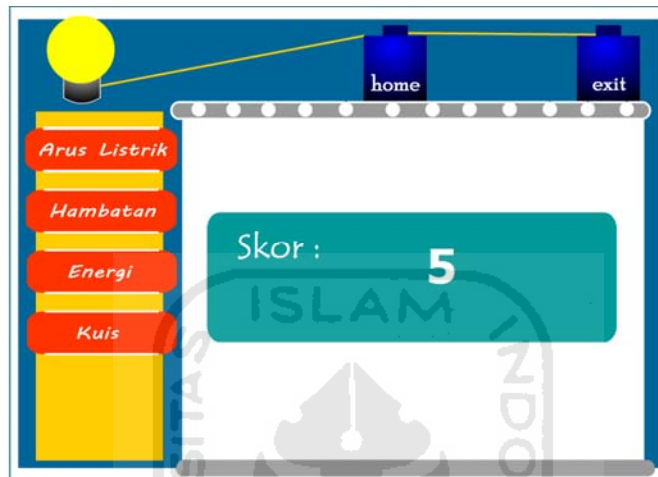 home
exit
Arus Listrik
Hambatan
Energi
Kuis
Skor :
5
ISLAM